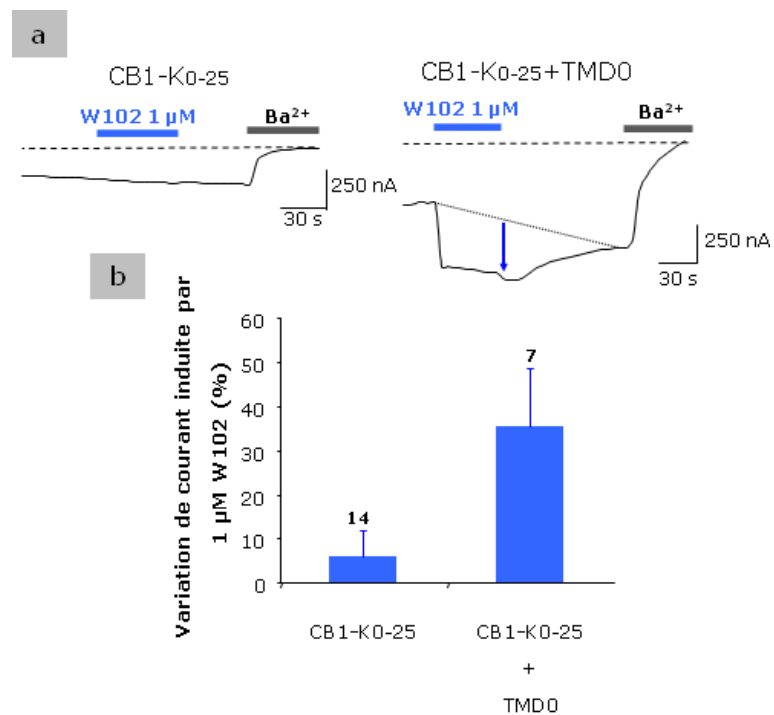 a
CB1-K0-25
W102 1 µM
Ba²⁺
250 nA
30 s
CB1-K0-25+TMD0
W102 1 µM
Ba²⁺
250 nA
30 s
b
Variation de courant induite par
1 µM W102 (%)
60
50
40
30
20
10
0
14
7
CB1-K0-25
CB1-K0-25
+
TMD0